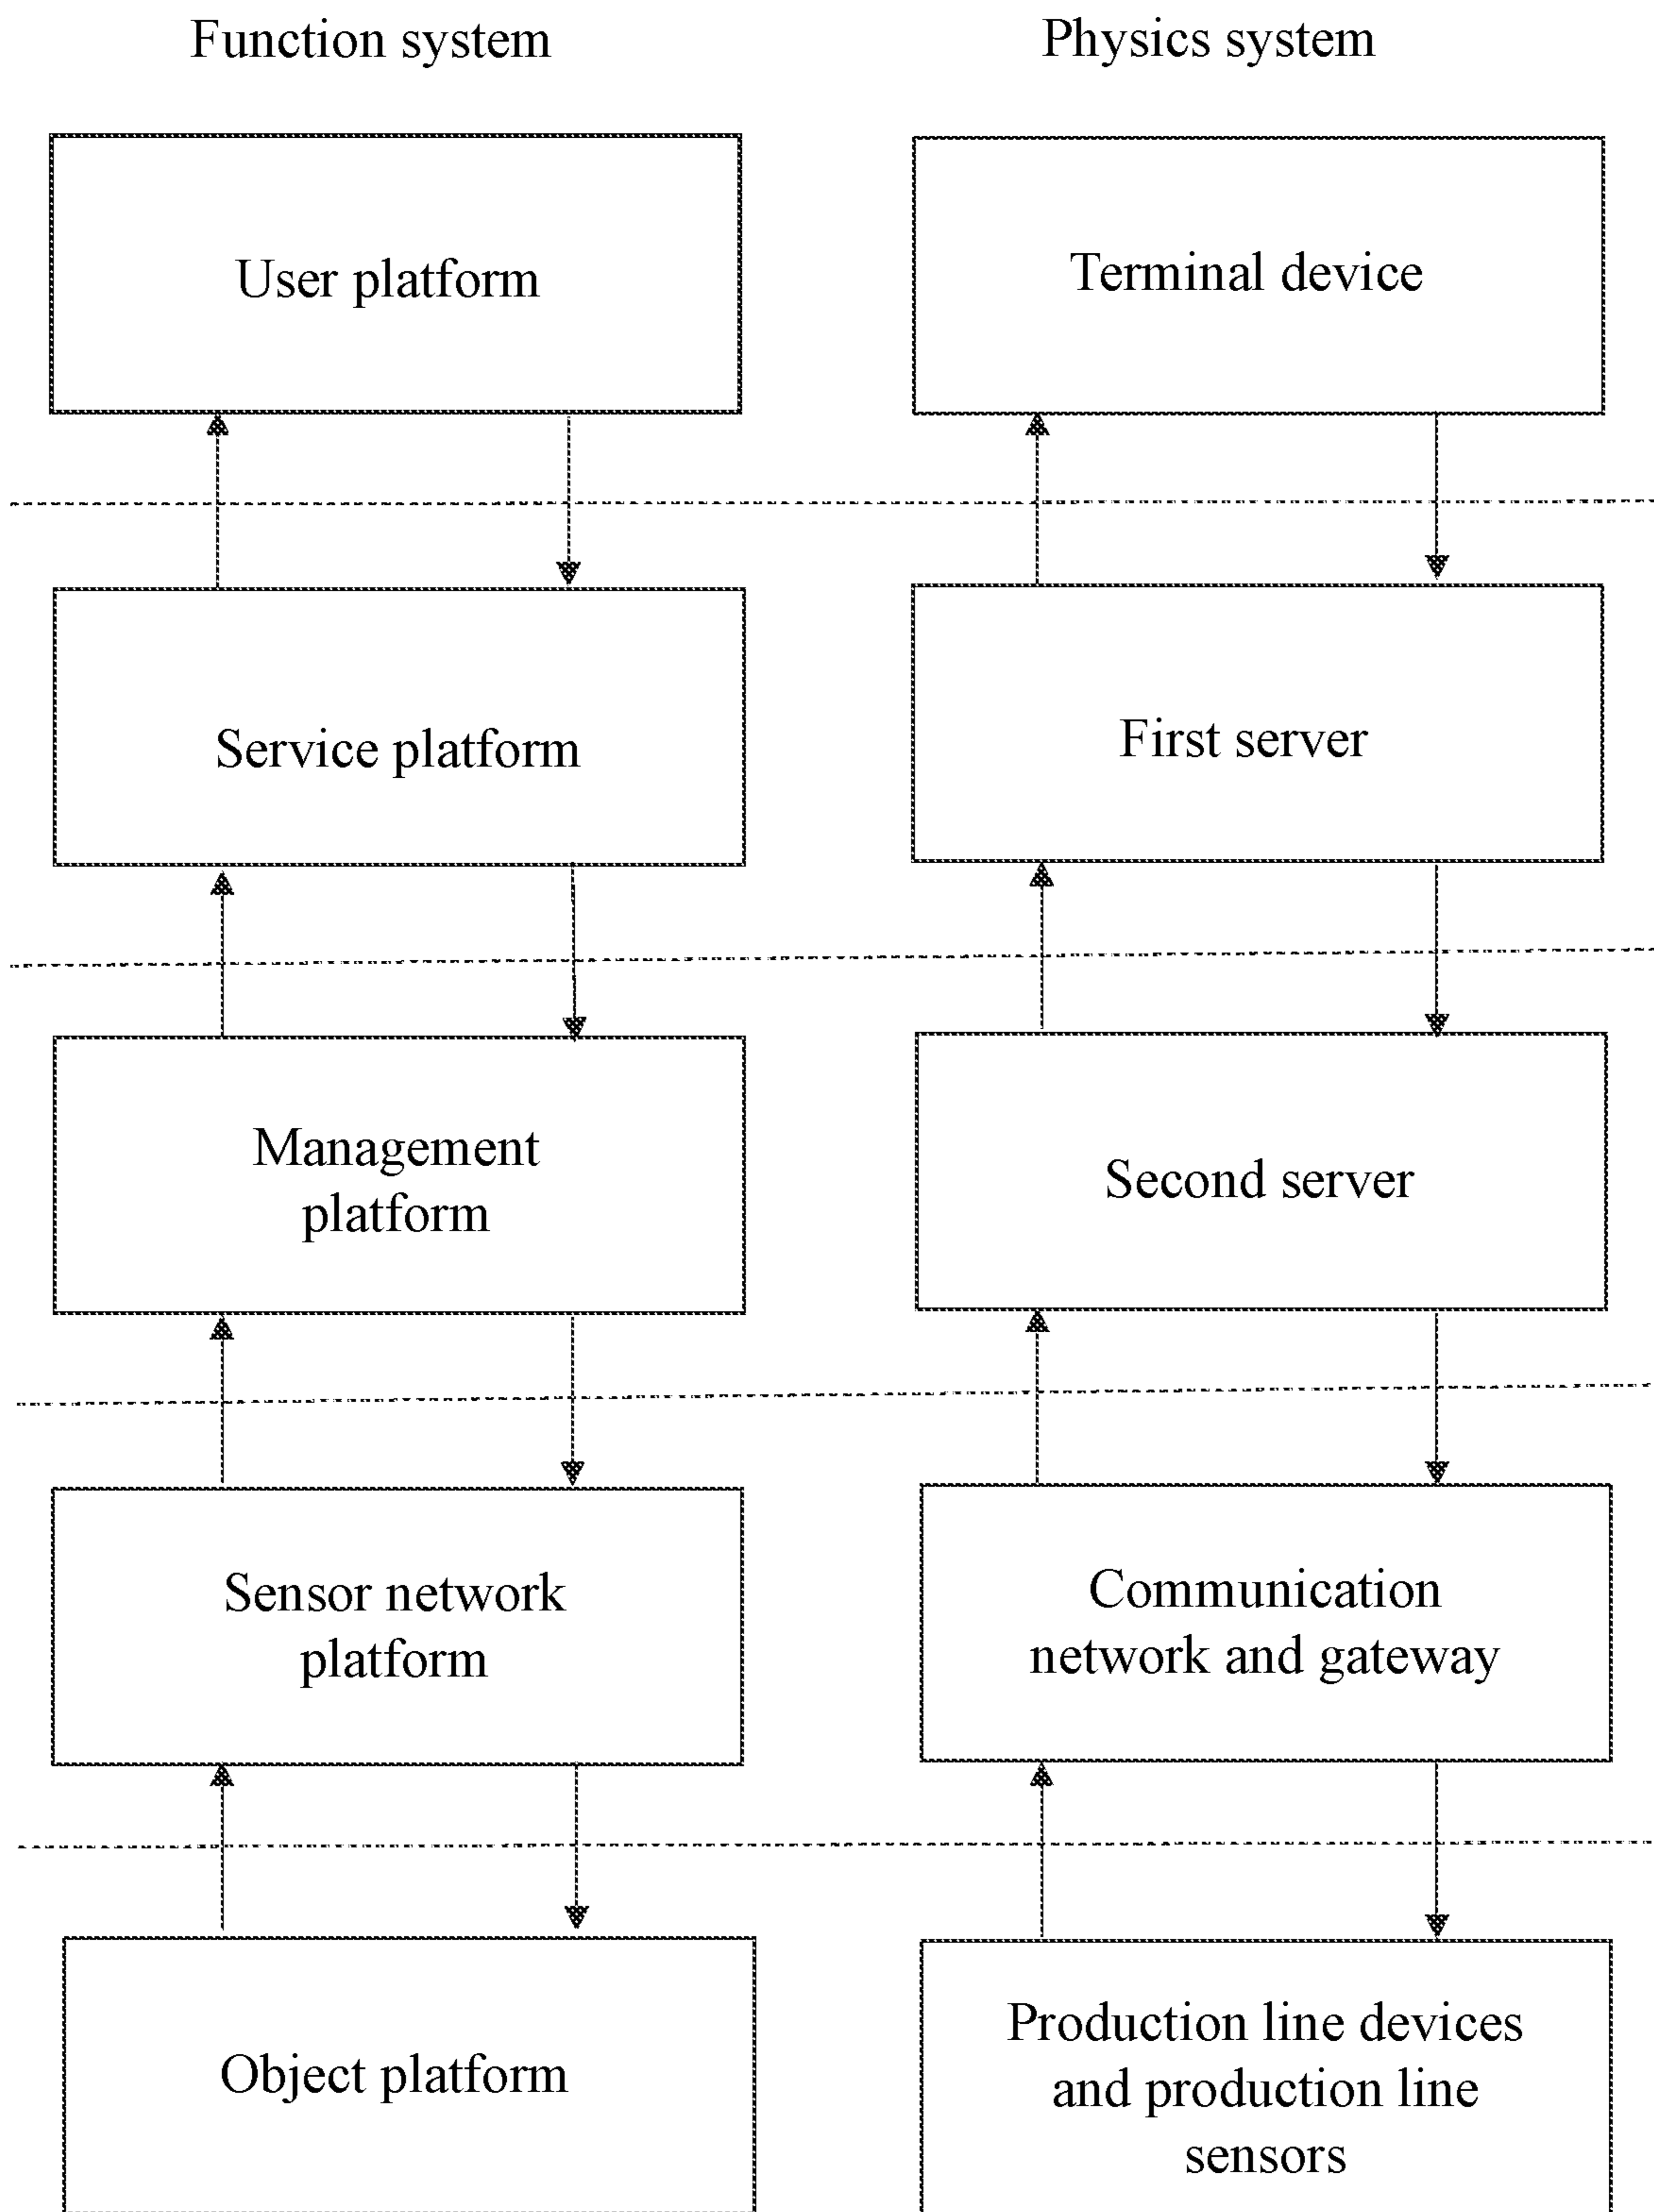 Function system
Physics system
User platform
Terminal device
Service platform
First server
Management
platform
Second server
Sensor network
platform
Communication
network and gateway
Object platform
Production line devices
and production line
sensors